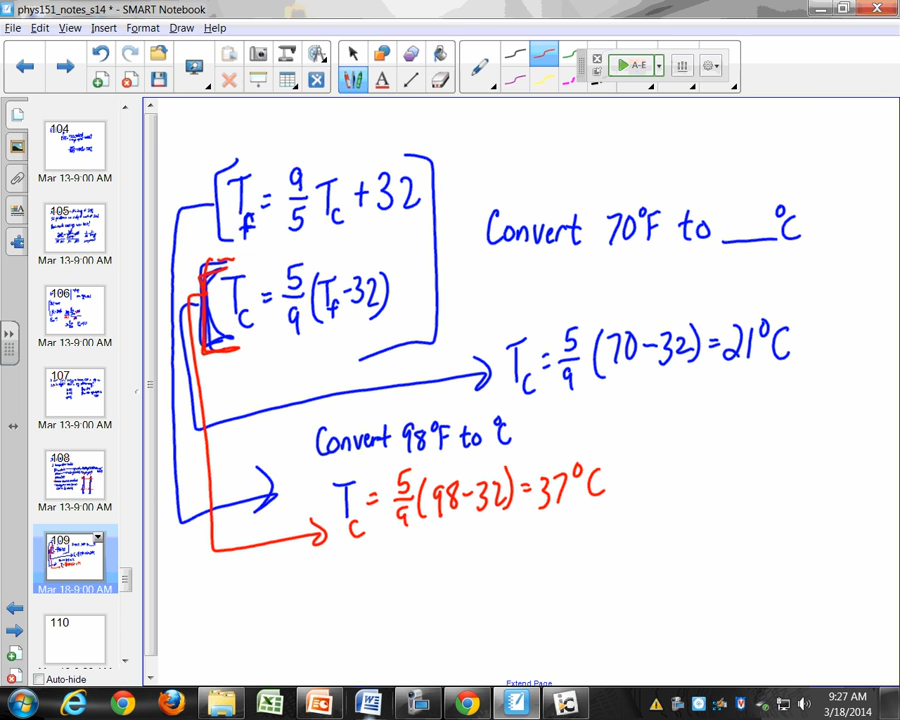 phys151_notes_s14 * - SMART Notebook
File Edit View Insert Format Draw Help
A-E
104
Mar 13-9:00 AM
105
Mar 13-9:00 AM
106
Mar 13-9:00 AM
107
Mar 13-9:00 AM
108
Mar 13-9:00 AM
109
Mar 18-9:00 AM
110
Auto-hide
T_f = 9/5 T_c + 32
T_c = 5/9 (T_f - 32)
Convert 70°F to ___°C
T_c = 5/9 (70 - 32) = 21°C
Convert 98°F to °C
T_c = 5/9 (98 - 32) = 37°C
Extend Page
9:27 AM
3/18/2014